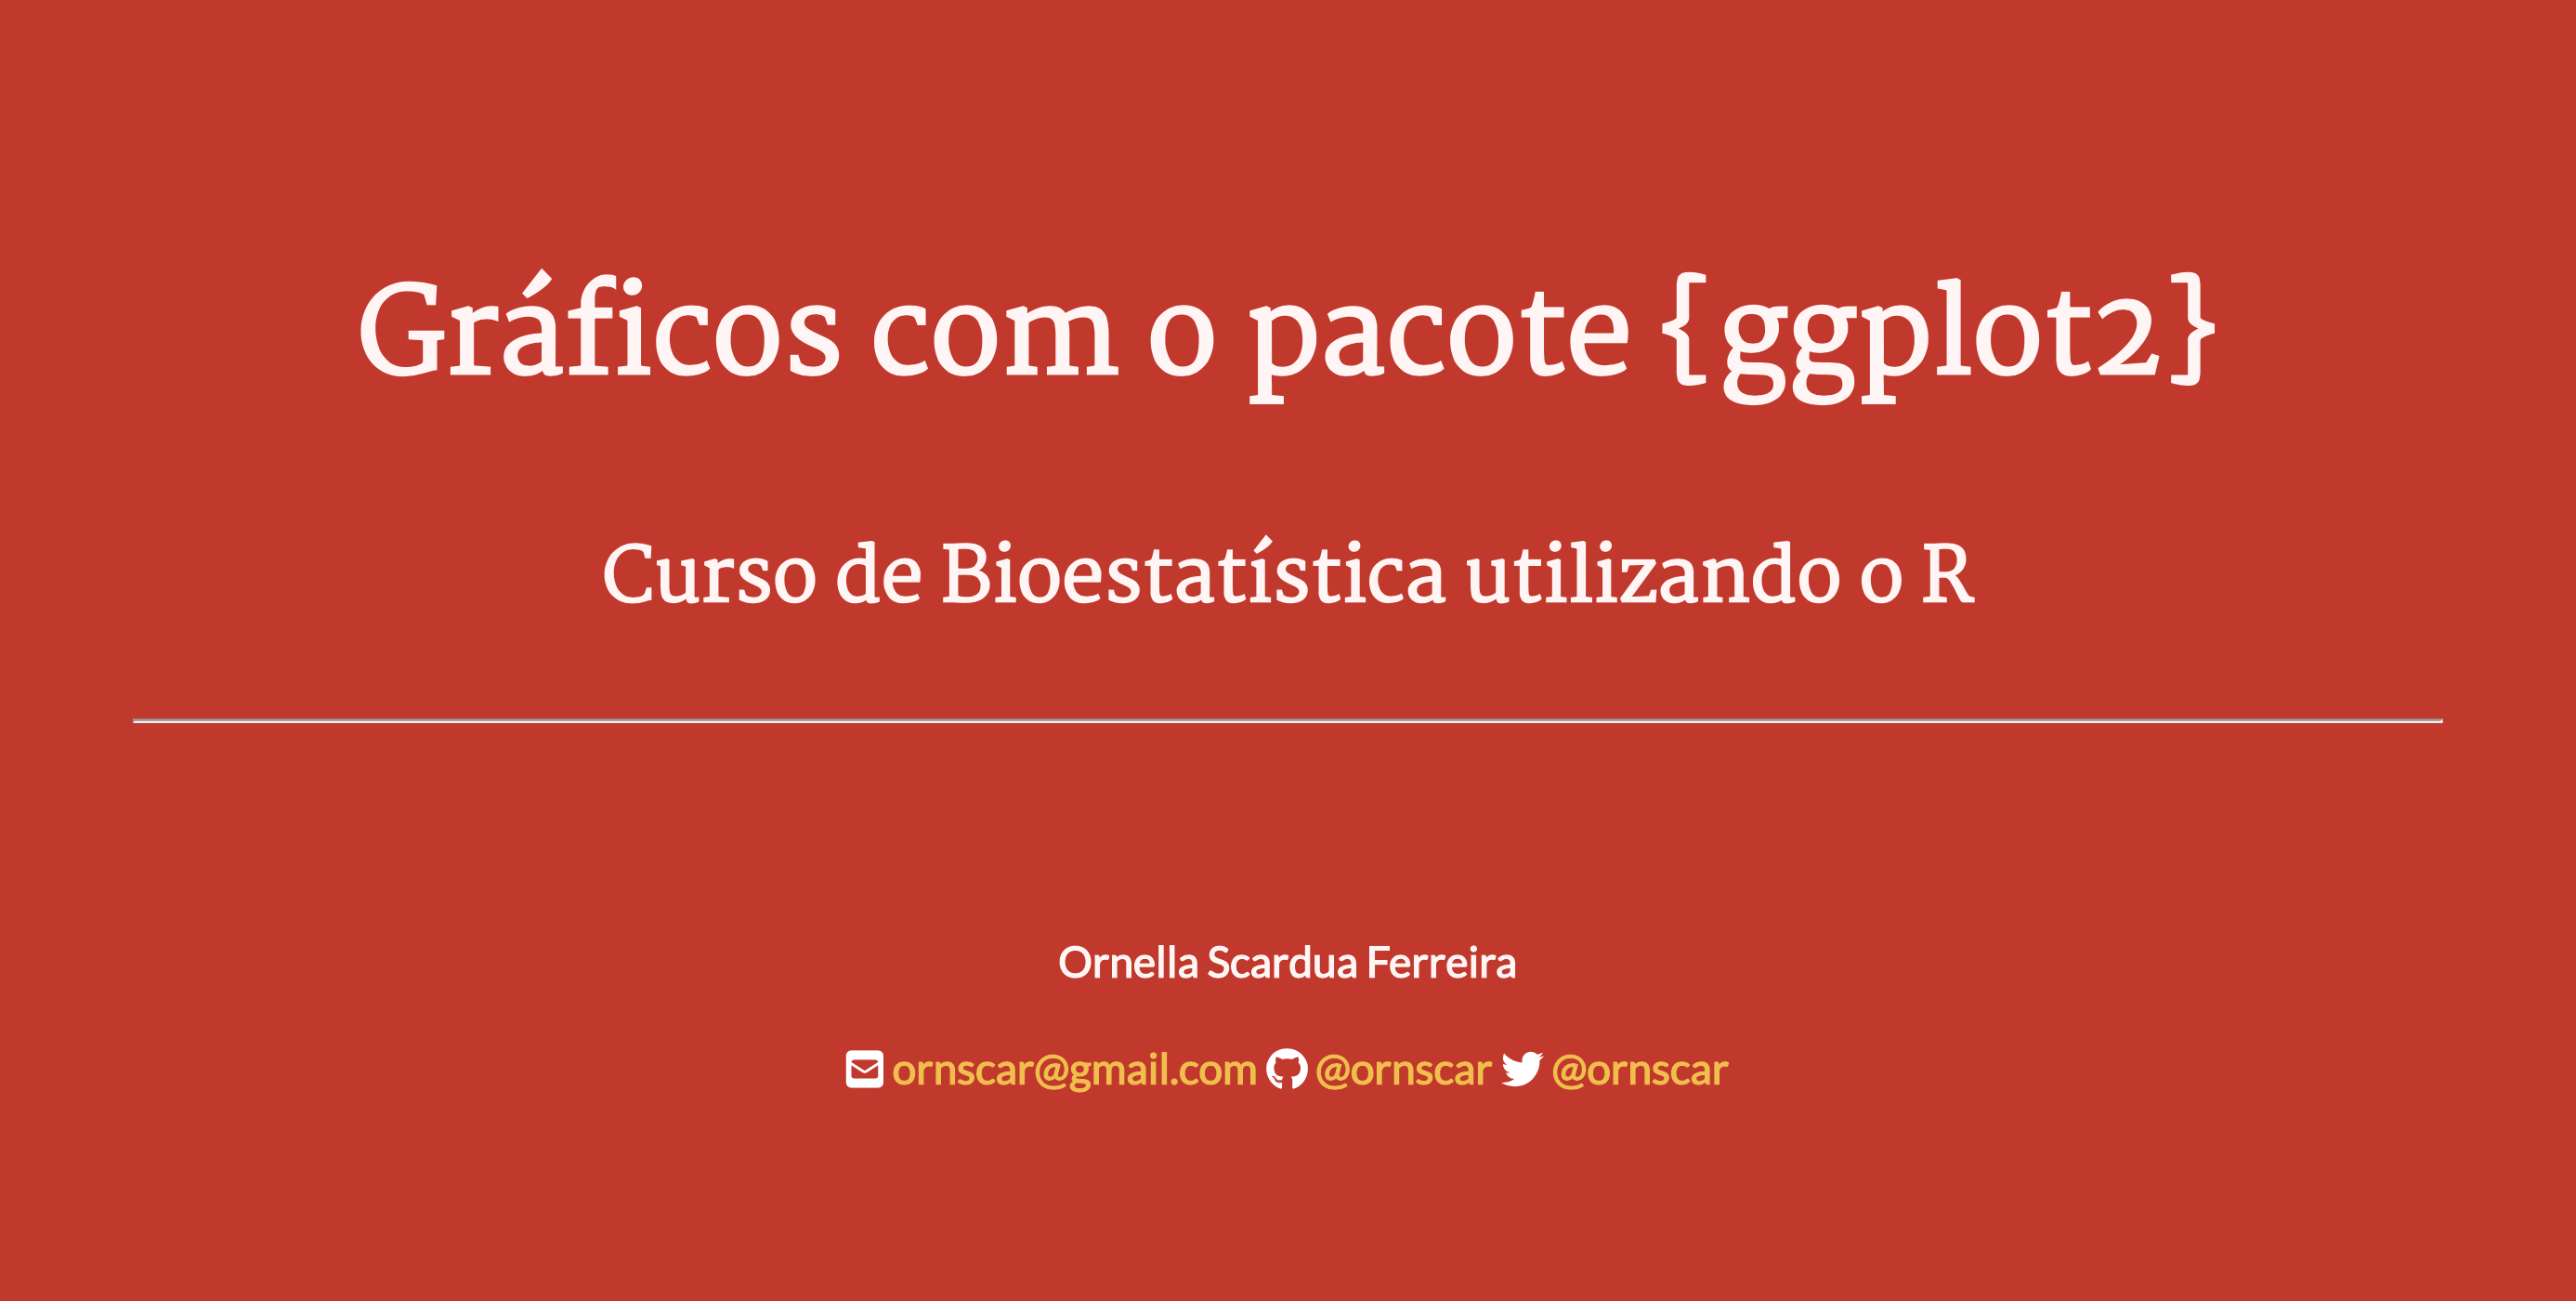 Gráficos com o pacote {ggplot2}
Curso de Bioestatística utilizando o R
Ornella Scardua Ferreira
ornscar@gmail.com @ornscar @ornscar